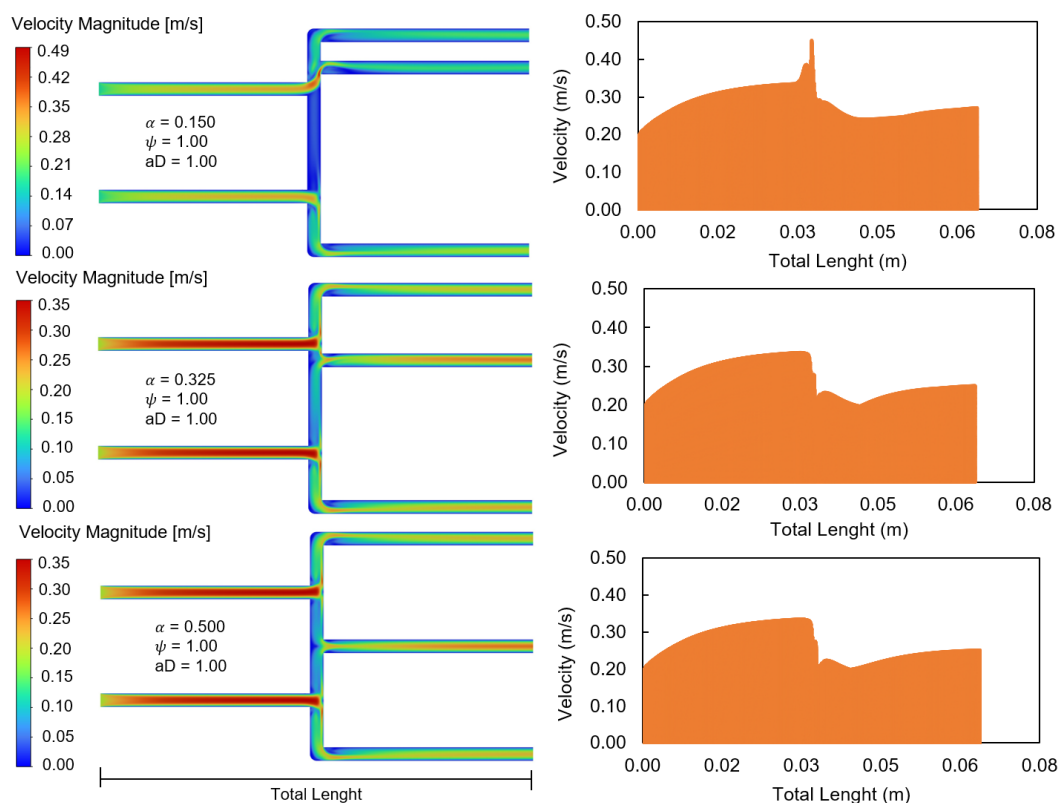 Velocity Magnitude [m/s]
0.49
0.42
0.35
0.28
0.21
0.14
0.07
0.00
α = 0.150
ψ = 1.00
aD = 1.00
Velocity (m/s)
0.50
0.40
0.30
0.20
0.10
0.00
0.00 0.02 0.03 0.05 0.06 0.08
Total Lenght (m)
Velocity Magnitude [m/s]
0.35
0.30
0.25
0.20
0.15
0.10
0.05
0.00
α = 0.325
ψ = 1.00
aD = 1.00
Velocity (m/s)
0.50
0.40
0.30
0.20
0.10
0.00
0.00 0.02 0.03 0.05 0.06 0.08
Total Lenght (m)
Velocity Magnitude [m/s]
0.35
0.30
0.25
0.20
0.15
0.10
0.05
0.00
α = 0.500
ψ = 1.00
aD = 1.00
Total Lenght
Velocity (m/s)
0.50
0.40
0.30
0.20
0.10
0.00
0.00 0.02 0.03 0.05 0.06 0.08
Total Lenght (m)